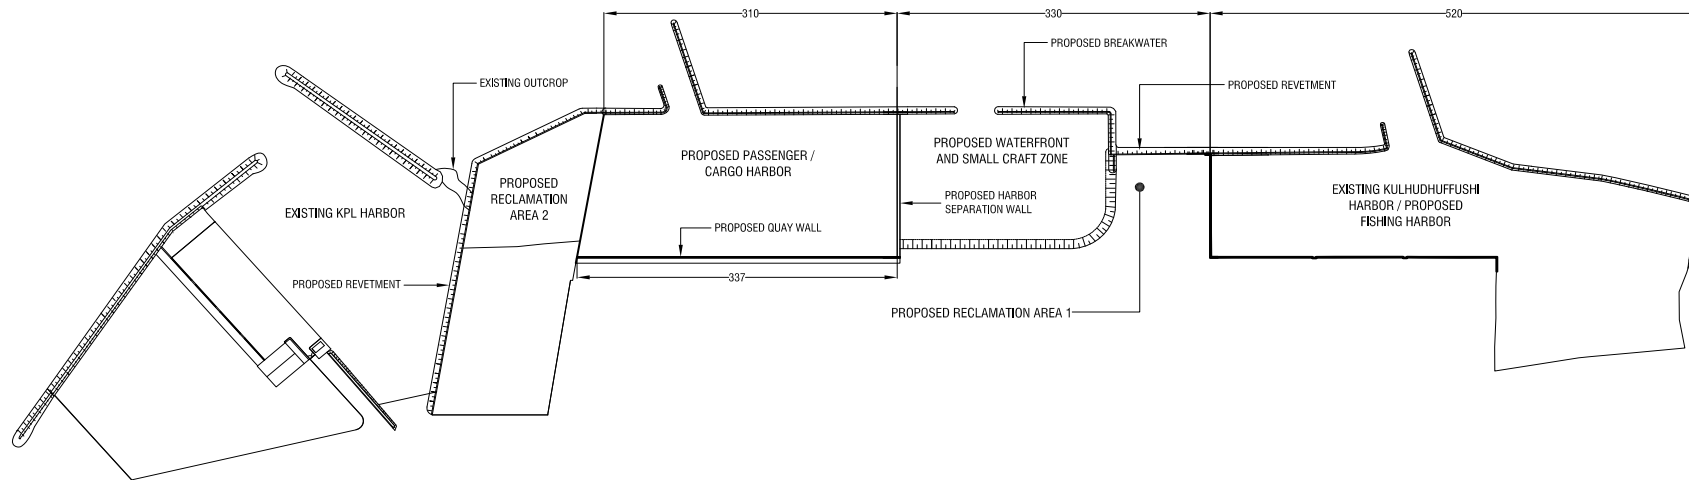 310
330
520
PROPOSED BREAKWATER
EXISTING OUTCROP
PROPOSED REVETMENT
PROPOSED PASSENGER /
CARGO HARBOR
PROPOSED WATERFRONT
AND SMALL CRAFT ZONE
PROPOSED
RECLAMATION
AREA 2
EXISTING KPL HARBOR
PROPOSED HARBOR
SEPARATION WALL
EXISTING KULHUDHUFFUSHI
HARBOR / PROPOSED
FISHING HARBOR
PROPOSED QUAY WALL
337
PROPOSED REVETMENT
PROPOSED RECLAMATION AREA 1